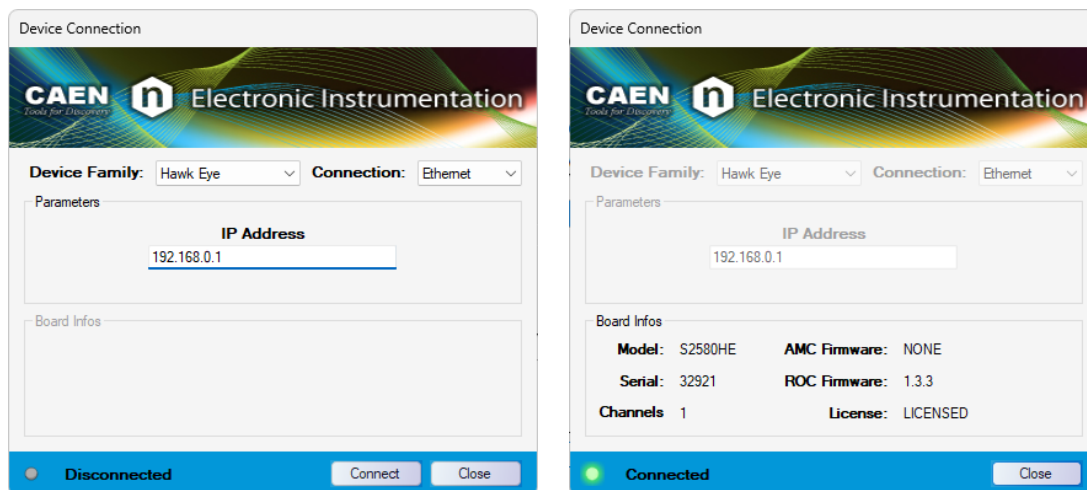 Device Connection
CAEN n Electronic Instrumentation
Tools for Discovery
Device Family: Hawk Eye Connection: Ethernet
Parameters
IP Address
192.168.0.1
Board Infos
Disconnected Connect Close
Device Connection
CAEN n Electronic Instrumentation
Tools for Discovery
Device Family: Hawk Eye Connection: Ethernet
Parameters
IP Address
192.168.0.1
Board Infos
Model: S2580HE AMC Firmware: NONE
Serial: 32921 ROC Firmware: 1.3.3
Channels 1 License: LICENSED
Connected Close